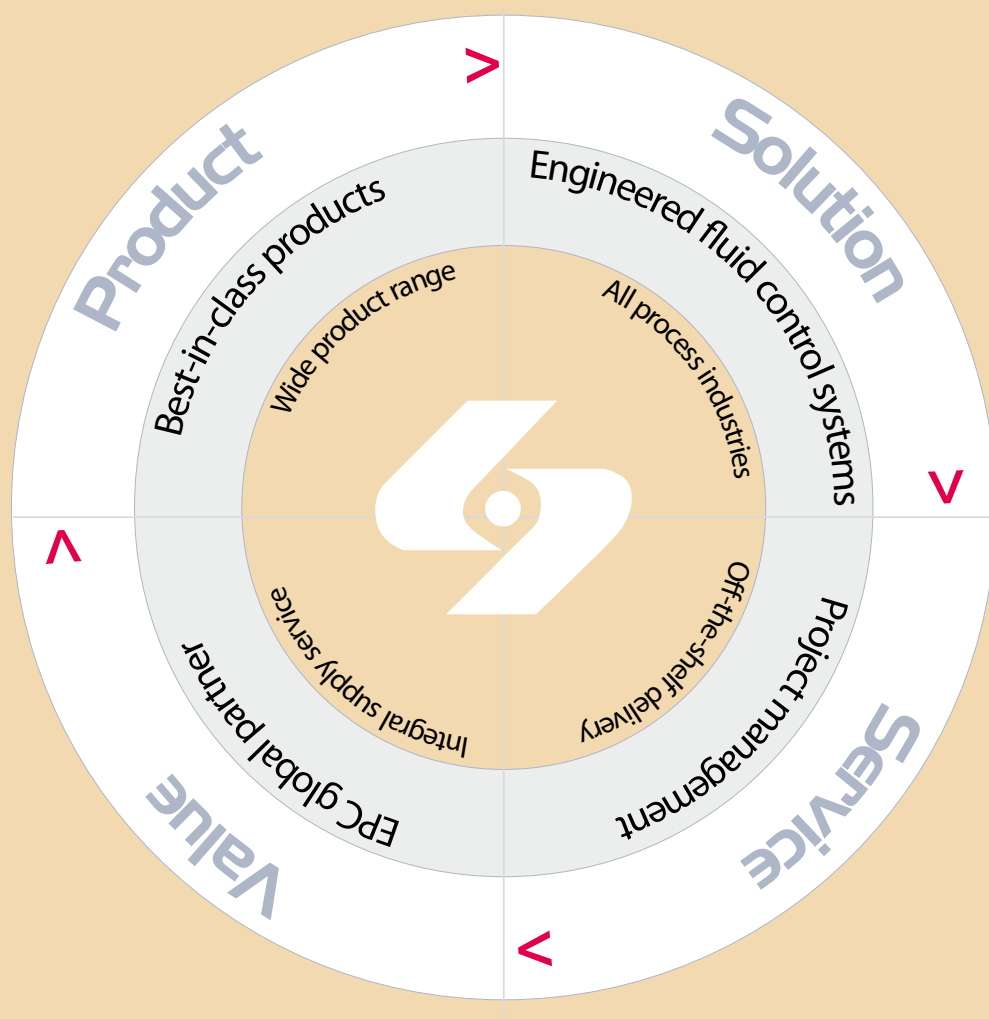 Product
Best-in-class products
Wide product range
Solution
Engineered fluid control systems
All process industries
Service
Project management
Off-the-shelf delivery
Value
EPC global partner
Integral supply service